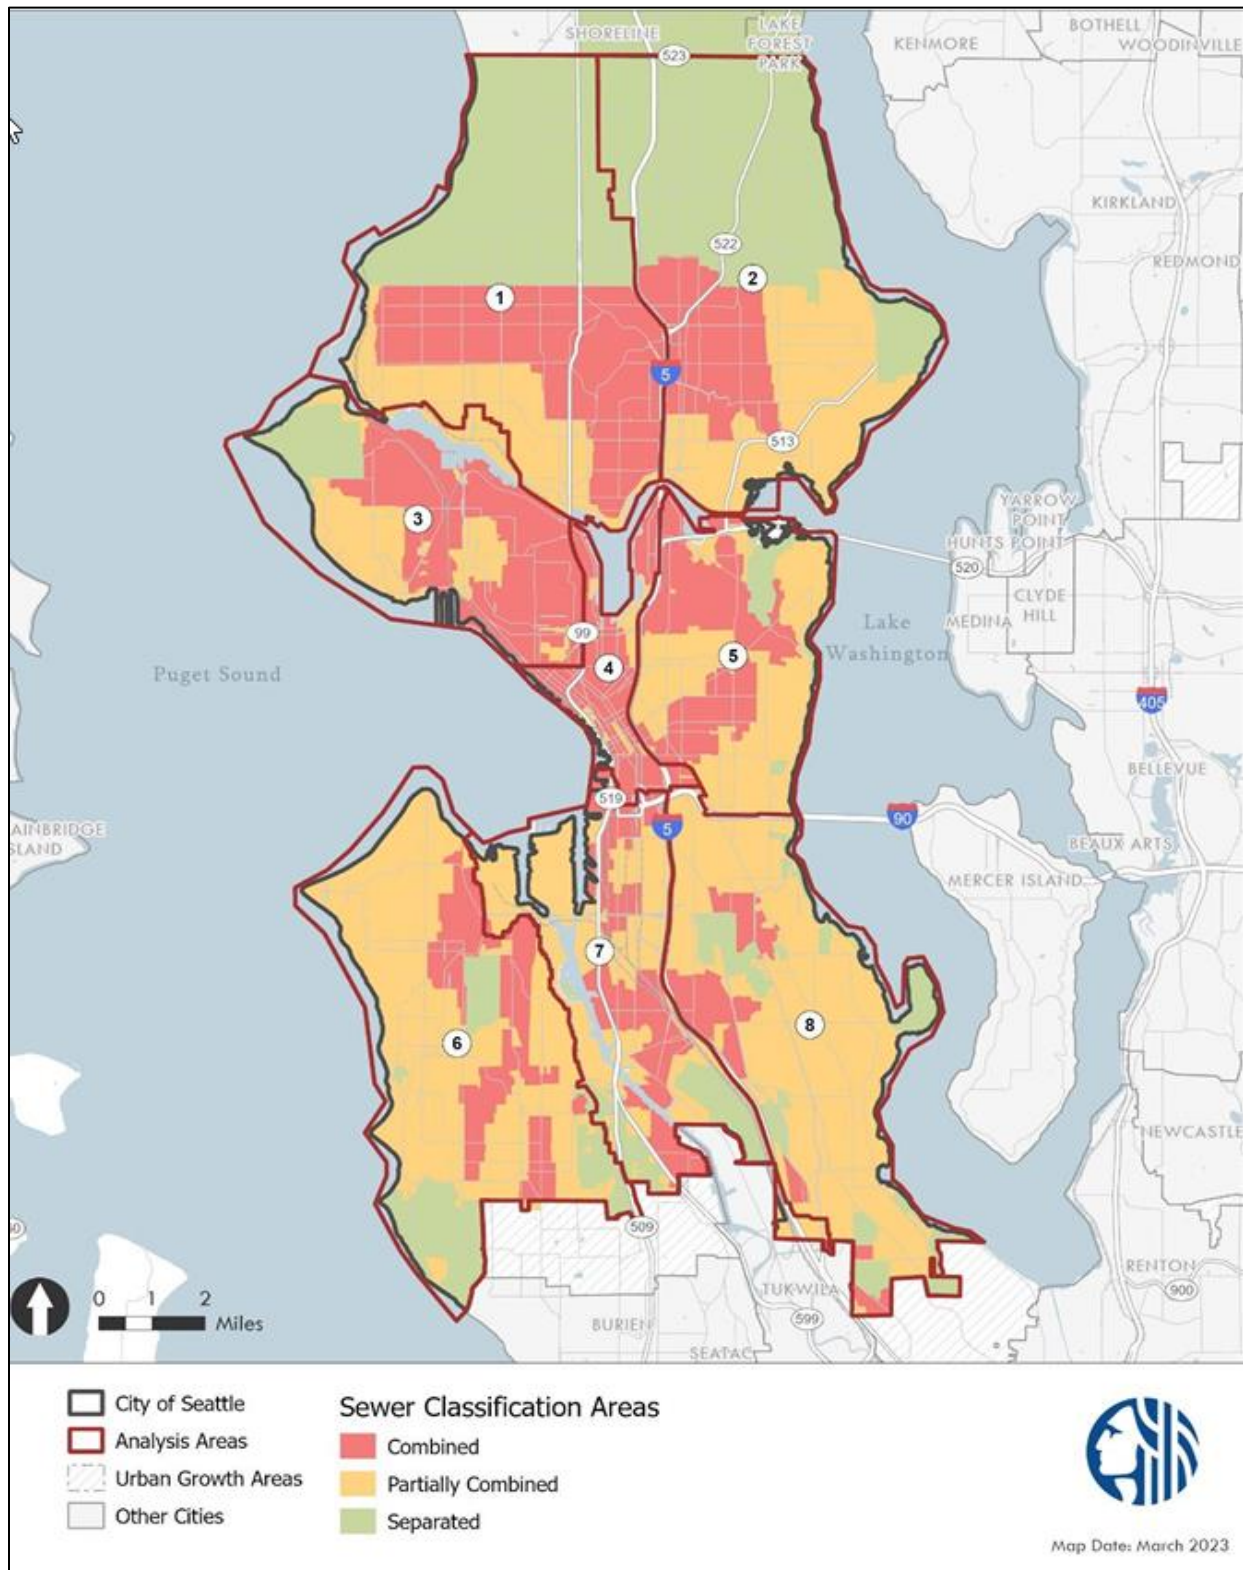 SHORELINE
LAKE
FOREST
PARK
KENMORE
BOTHELL
WOODINVILLE
523
KIRKLAND
REDMOND
522
1
2
5
513
3
YARROW
POINT
HUNTS POINT
520
CLYDE
HILL
MEDINA
Lake
Washington
99
4
5
Puget Sound
405
BELLEVUE
519
5
90
AINBRIDGE
SLAND
BEAUX ARTS
MERCER ISLAND
7
8
6
NEWCASTLE
509
RENTON
900
TUKWILA
599
BURIEN
SEATAC
0 1 2
Miles
City of Seattle
Analysis Areas
Urban Growth Areas
Other Cities
Sewer Classification Areas
Combined
Partially Combined
Separated
Map Date: March 2023